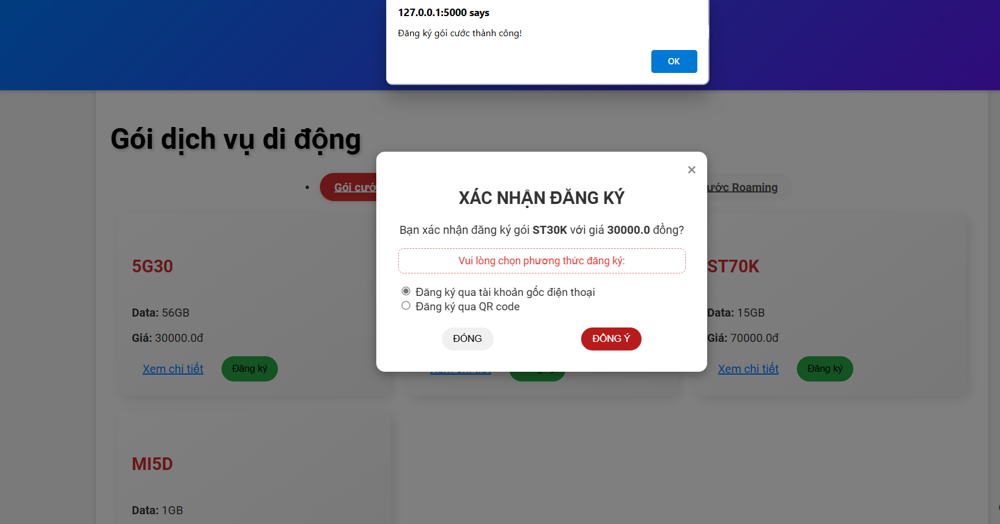 127.0.0.1:5000 says
Đăng ký gói cước thành công!
OK
Gói dịch vụ di động
Gói cước
ước Roaming
×
XÁC NHẬN ĐĂNG KÝ
Bạn xác nhận đăng ký gói ST30K với giá 30000.0 đồng?
Vui lòng chọn phương thức đăng ký:
Đăng ký qua tài khoản gốc điện thoại
Đăng ký qua QR code
ĐÓNG
ĐỒNG Ý
5G30
Data: 56GB
Giá: 30000.0đ
Xem chi tiết
Đăng ký
Xem chi tiết
ST70K
Data: 15GB
Giá: 70000.0đ
Xem chi tiết
Đăng ký
MI5D
Data: 1GB